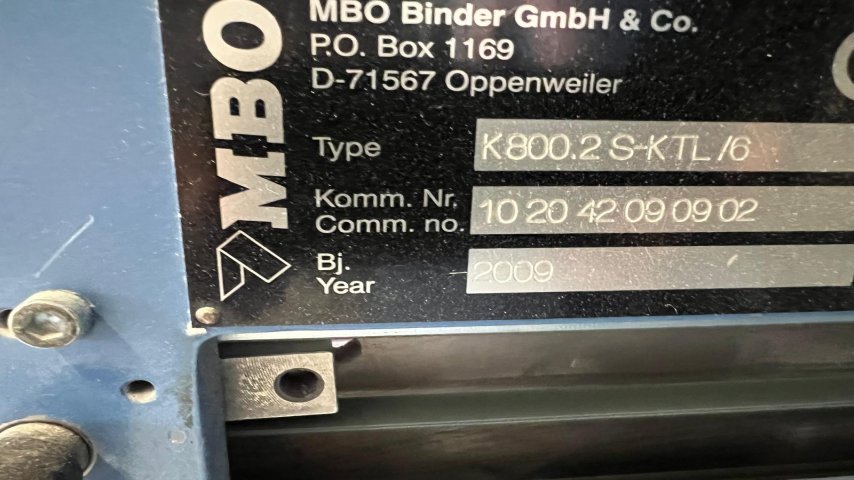 MBO
MBO Binder GmbH & Co.
P.O. Box 1169
D-71567 Oppenweiler
Type K800.2 S-KTL /6
Komm. Nr.
Comm. no. 10 20 42 09 09 02
Bj.
Year 2009